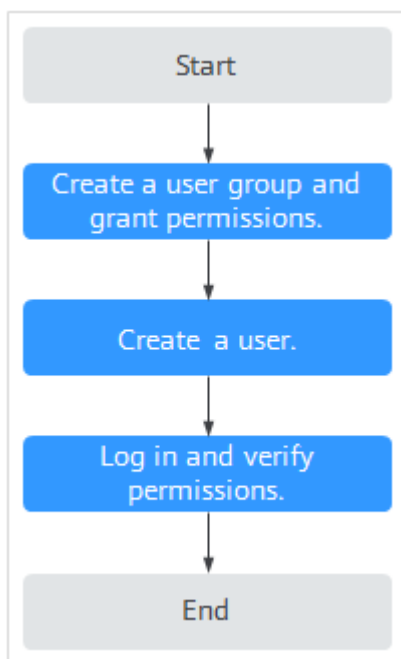 Start
Create a user group and
grant permissions.
Create a user.
Log in and verify
permissions.
End